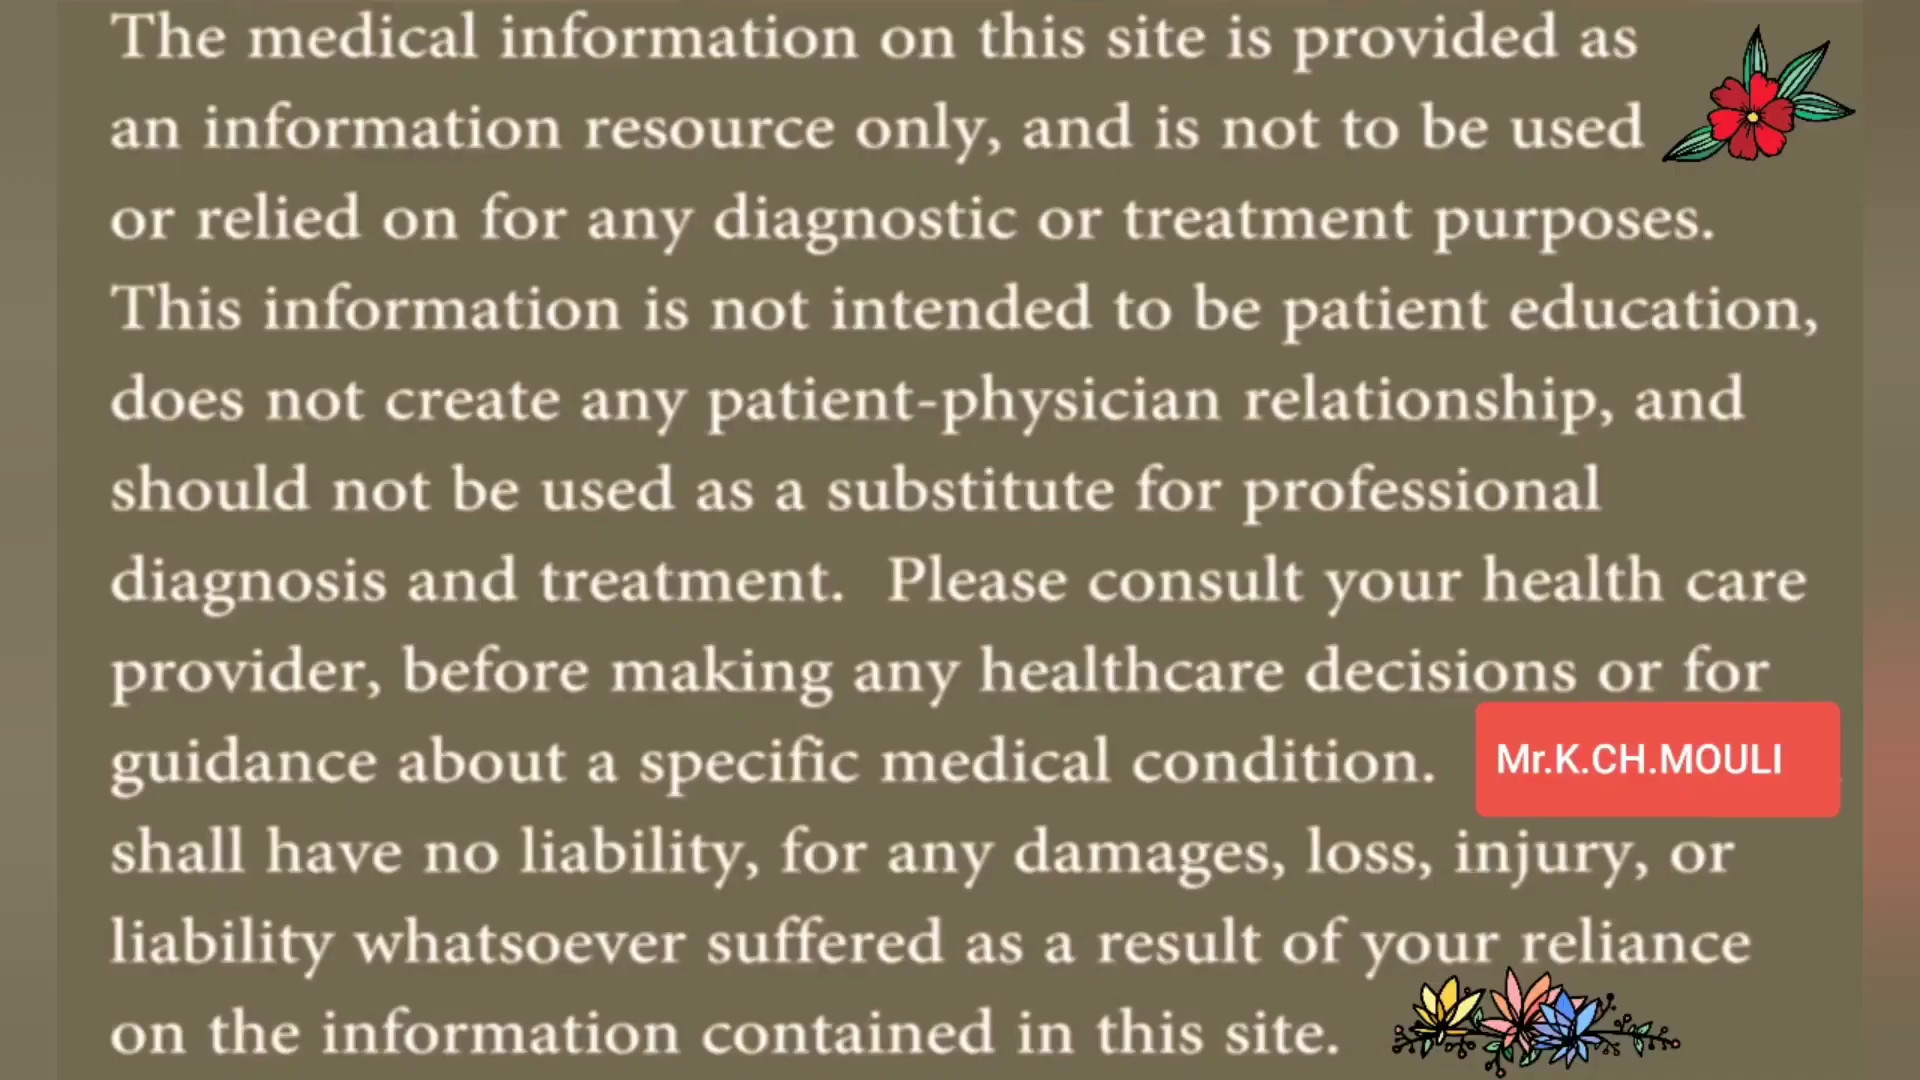 The medical information on this site is provided as
an information resource only, and is not to be used
or relied on for any diagnostic or treatment purposes.
This information is not intended to be patient education,
does not create any patient-physician relationship, and
should not be used as a substitute for professional
diagnosis and treatment.  Please consult your health care
provider, before making any healthcare decisions or for
guidance about a specific medical condition. Mr.K.CH.MOULI
shall have no liability, for any damages, loss, injury, or
liability whatsoever suffered as a result of your reliance
on the information contained in this site.